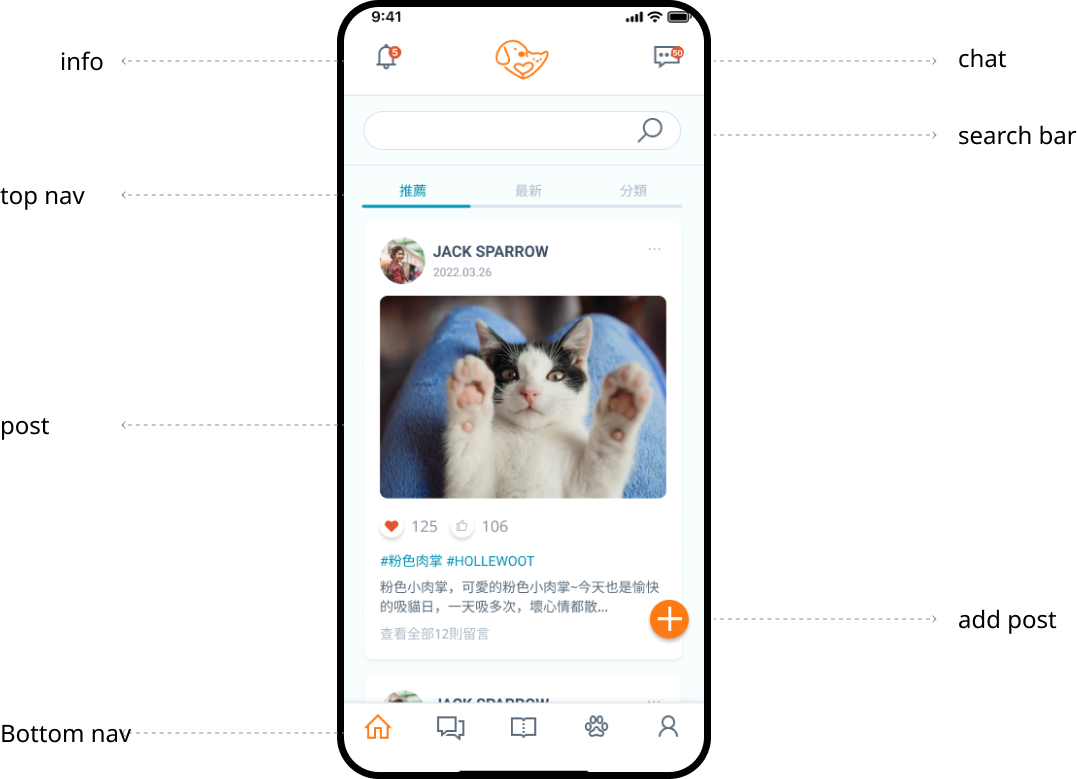 9:41
info
5
50
chat
search bar
top nav
推薦
最新
分類
JACK SPARROW
2022.03.26
post
125
106
#粉色肉掌 #HOLLEWOOT
粉色小肉掌，可愛的粉色小肉掌~今天也是愉快
的吸貓日，一天吸多次，壞心情都散...
查看全部12則留言
add post
JACK SPARROW
Bottom nav